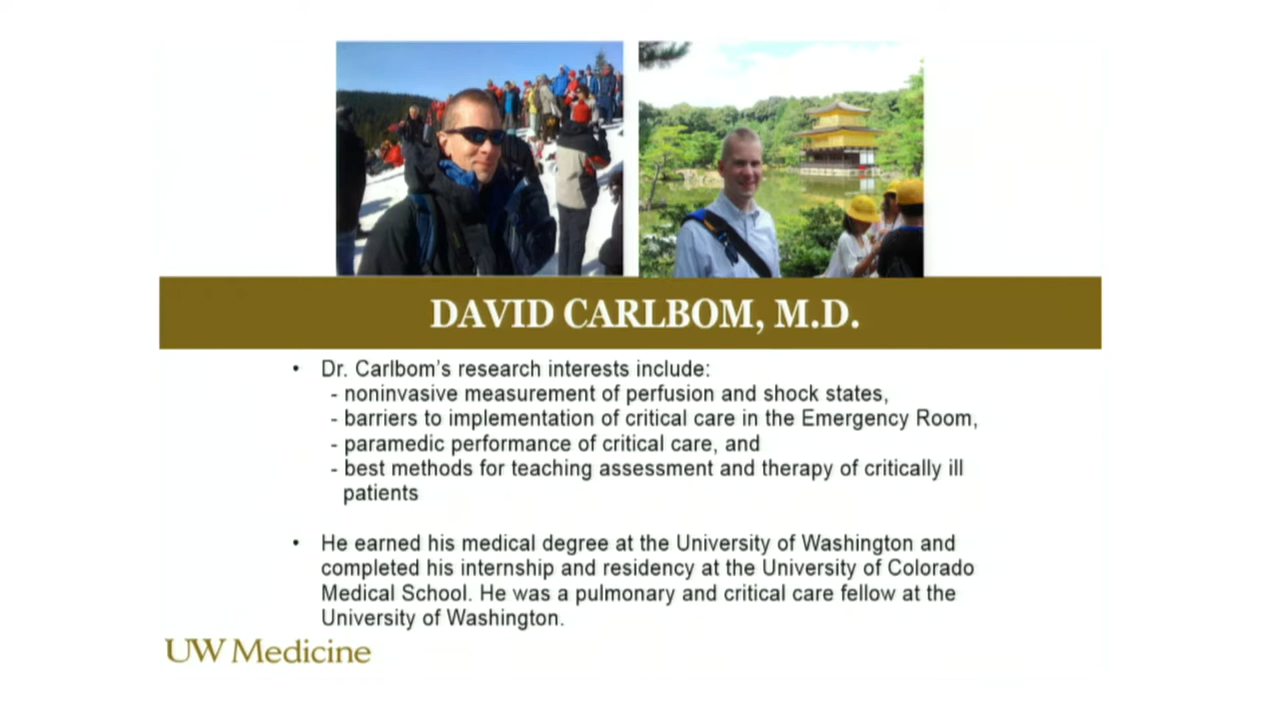 DAVID CARLBOM, M.D.
• Dr. Carlbom's research interests include:
- noninvasive measurement of perfusion and shock states,
- barriers to implementation of critical care in the Emergency Room,
- paramedic performance of critical care, and
- best methods for teaching assessment and therapy of critically ill
patients
• He earned his medical degree at the University of Washington and
completed his internship and residency at the University of Colorado
Medical School. He was a pulmonary and critical care fellow at the
University of Washington.
UW Medicine